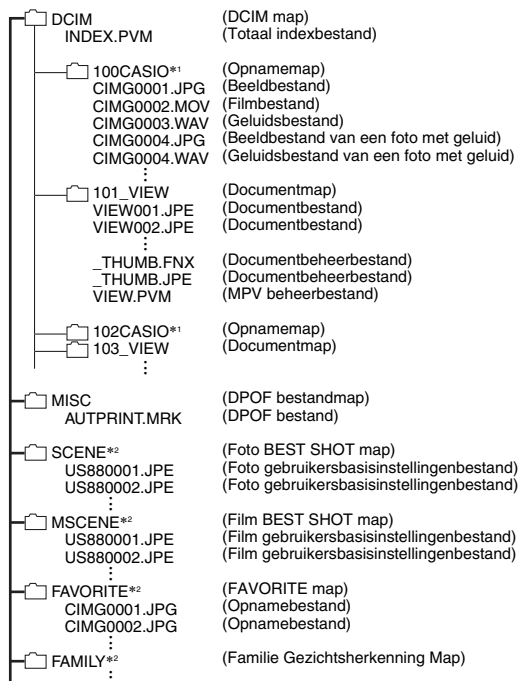 DCIM (DCIM map)
INDEX.PVM (Totaal indexbestand)
100CASIO*1 (Opnamemap)
CIMG0001.JPG (Beeldbestand)
CIMG0002.MOV (Filmbestand)
CIMG0003.WAV (Geluidsbestand)
CIMG0004.JPG (Beeldbestand van een foto met geluid)
CIMG0004.WAV (Geluidsbestand van een foto met geluid)
101_VIEW (Documentmap)
VIEW001.JPE (Documentbestand)
VIEW002.JPE (Documentbestand)
_THUMB.FNX (Documentbeheerbestand)
_THUMB.JPE (Documentbeheerbestand)
VIEW.PVM (MPV beheerbestand)
102CASIO*1 (Opnamemap)
103_VIEW (Documentmap)
MISC (DPOF bestandmap)
AUTPRINT.MRK (DPOF bestand)
SCENE*2 (Foto BEST SHOT map)
US880001.JPE (Foto gebruikersbasisinstellingenbestand)
US880002.JPE (Foto gebruikersbasisinstellingenbestand)
MSCENE*2 (Film BEST SHOT map)
US880001.JPE (Film gebruikersbasisinstellingenbestand)
US880002.JPE (Film gebruikersbasisinstellingenbestand)
FAVORITE*2 (FAVORITE map)
CIMG0001.JPG (Opnamebestand)
CIMG0002.JPG (Opnamebestand)
FAMILY*2 (Familie Gezichtsherkenning Map)